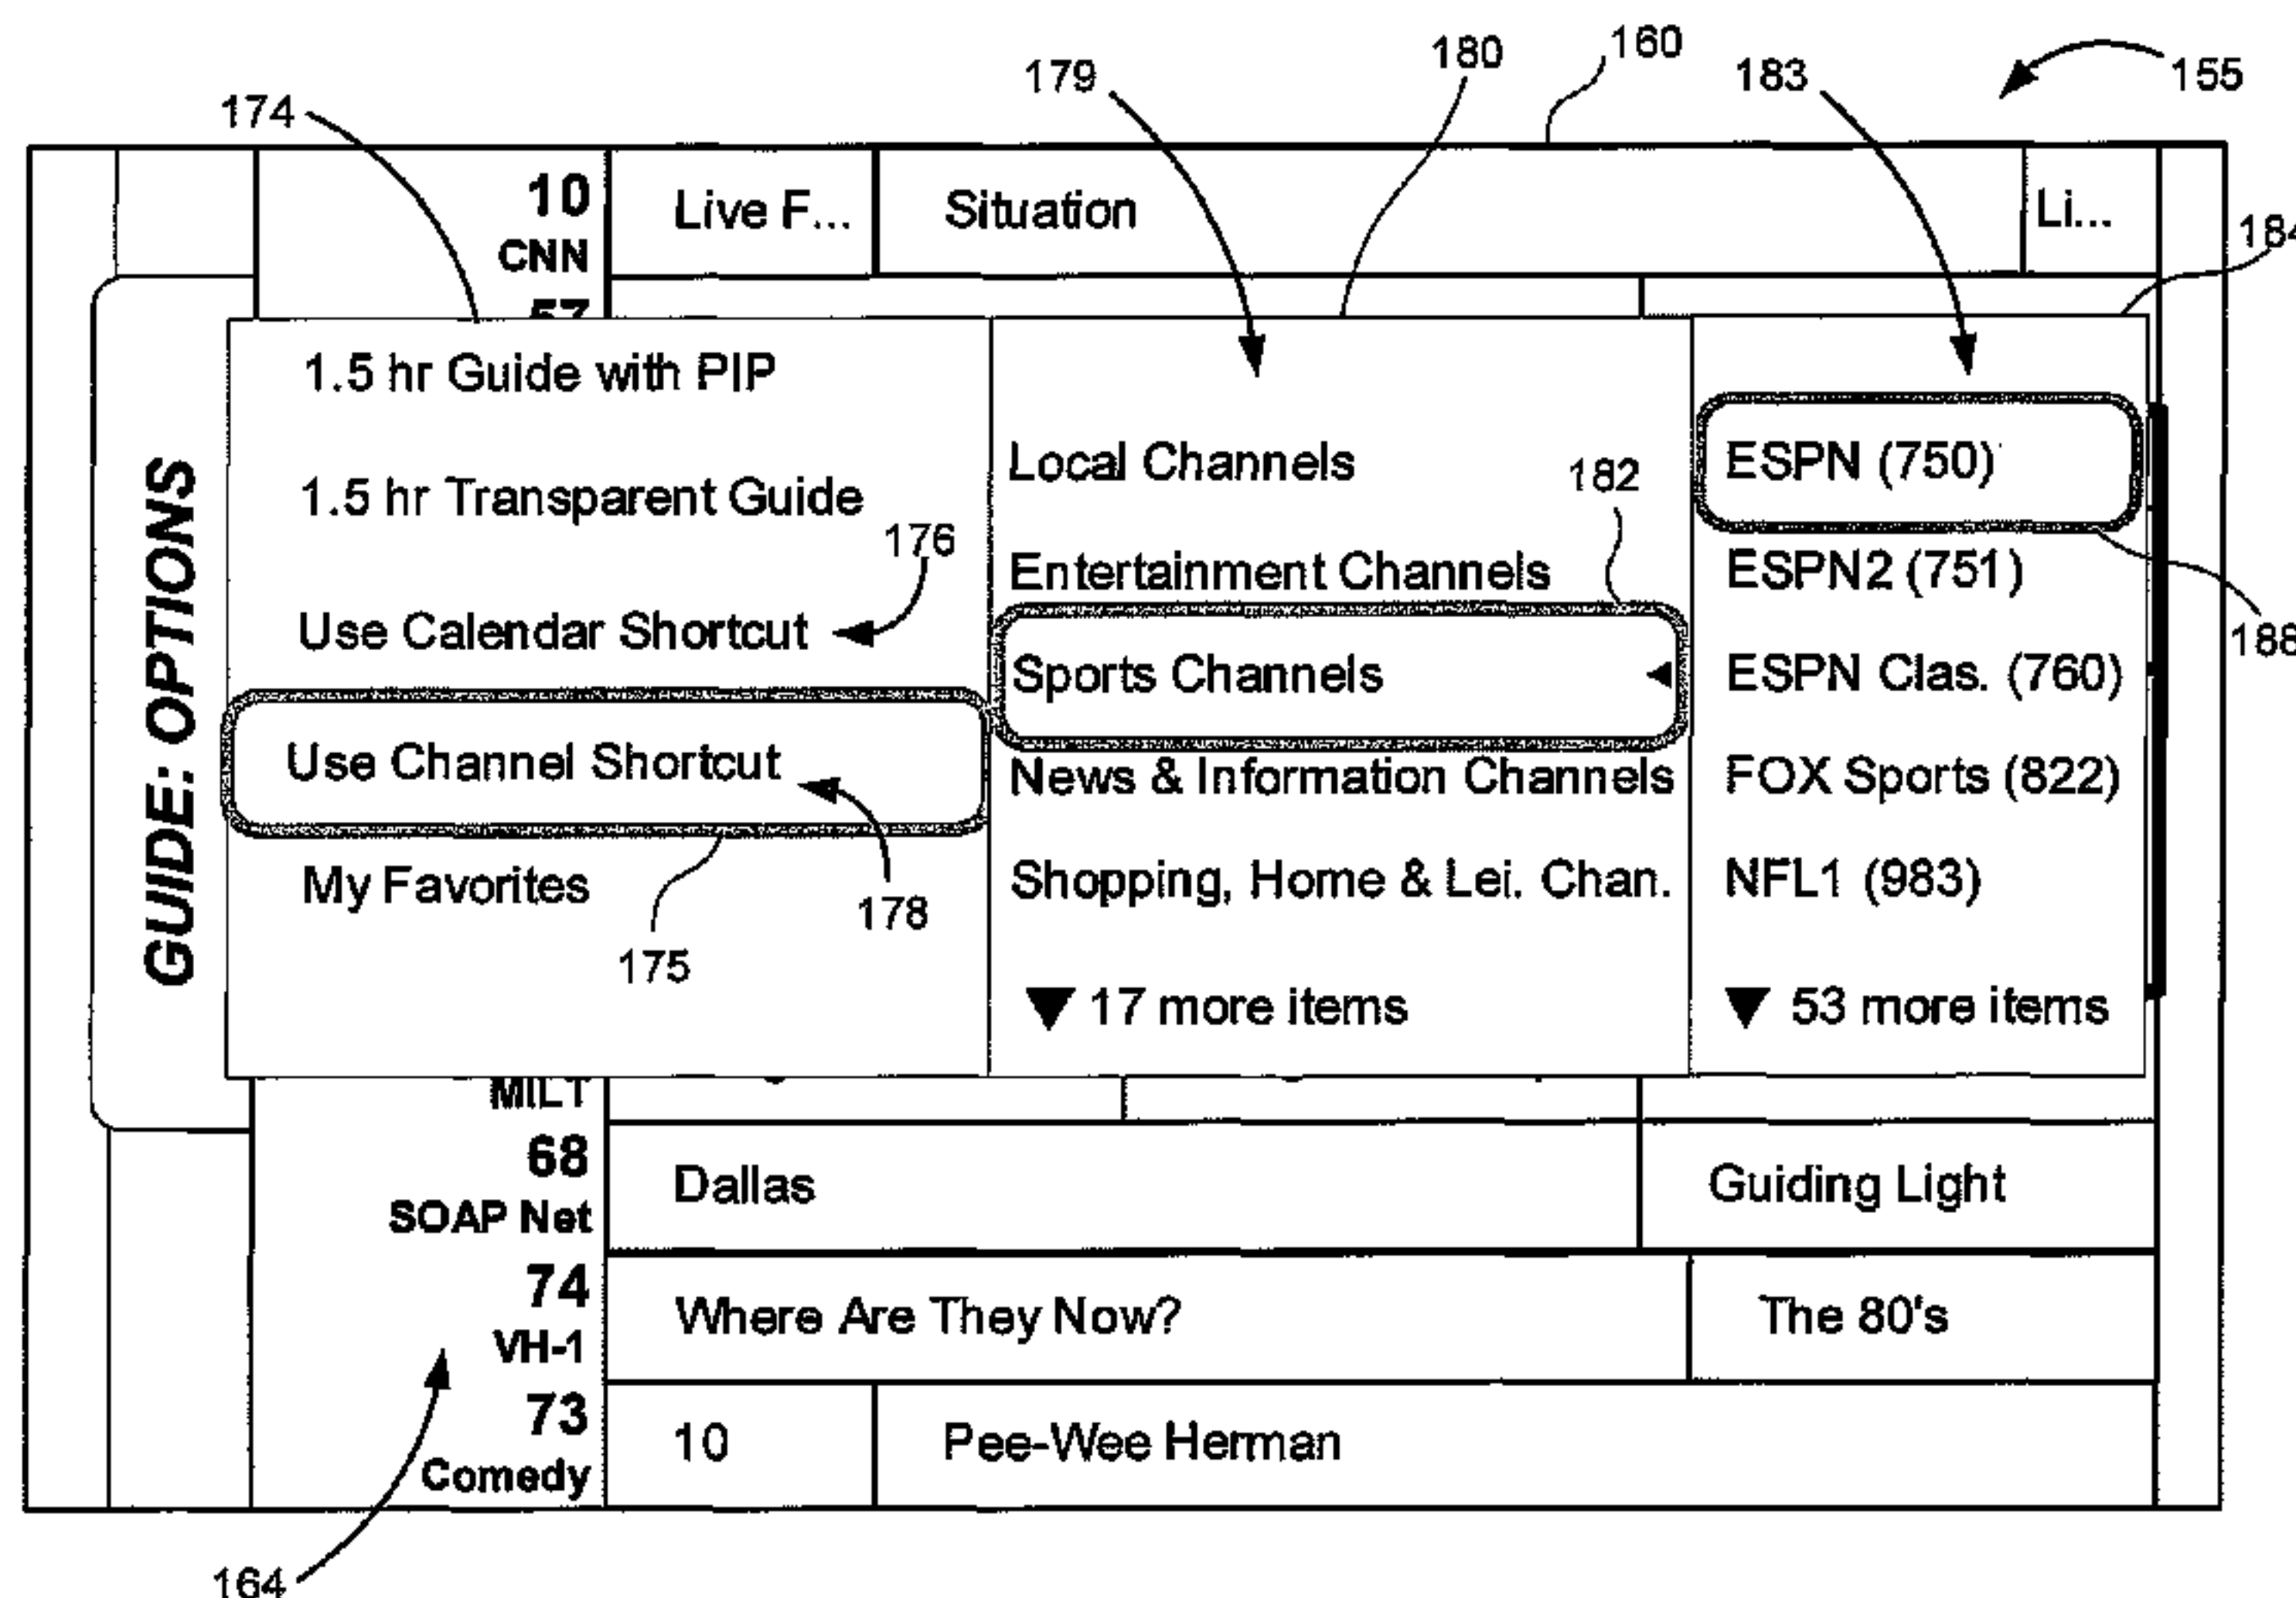 160
180
155
179
183
174
10
CNN
Live F...
Situation
Li...
184
57
1.5 hr Guide with PIP
1.5 hr Transparent Guide
176
Use Calendar Shortcut
Use Channel Shortcut
My Favorites
178
175
GUIDE: OPTIONS
Local Channels
182
Entertainment Channels
Sports Channels ◄
News & Information Channels
Shopping, Home & Lei. Chan.
▼ 17 more items
ESPN (750)
ESPN2 (751)
188
ESPN Clas. (760)
FOX Sports (822)
NFL1 (983)
▼ 53 more items
MILT
68
SOAP Net
Dallas
Guiding Light
74
VH-1
Where Are They Now?
The 80's
73
Comedy
10
Pee-Wee Herman
164